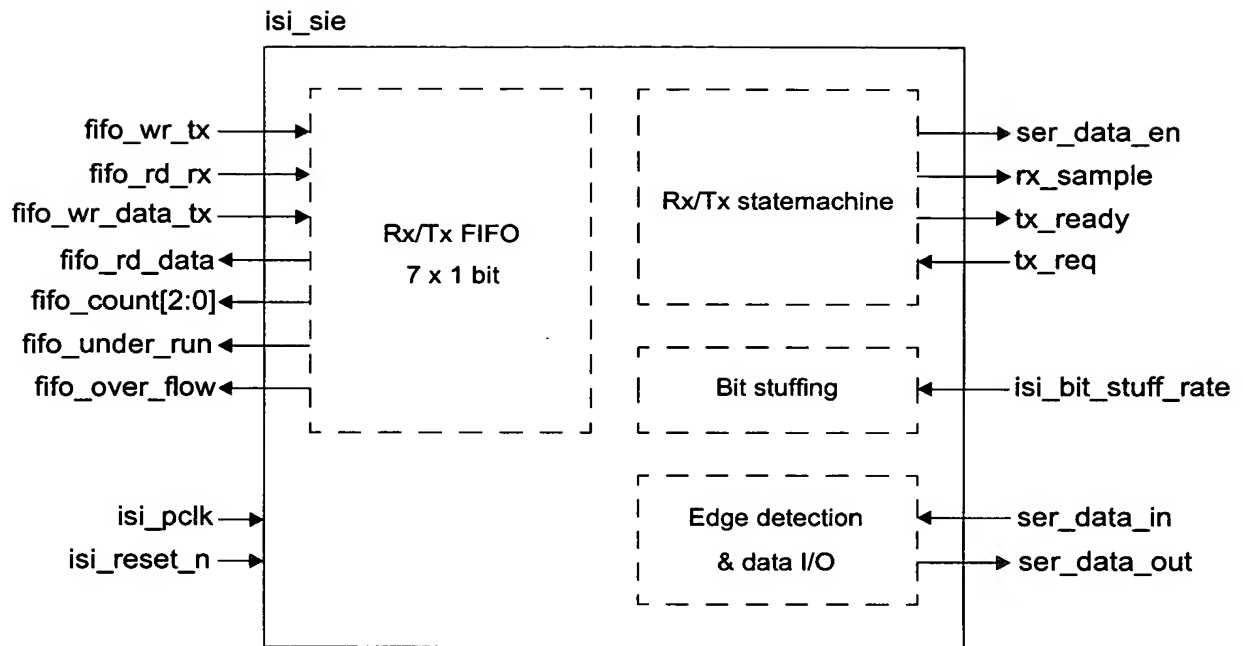 isi_sie
fifo_wr_tx
fifo_rd_rx
fifo_wr_data_tx
fifo_rd_data
fifo_count[2:0]
fifo_under_run
fifo_over_flow
isi_pclk
isi_reset_n
Rx/Tx FIFO
7 x 1 bit
Rx/Tx statemachine
Bit stuffing
Edge detection
& data I/O
ser_data_en
rx_sample
tx_ready
tx_req
isi_bit_stuff_rate
ser_data_in
ser_data_out